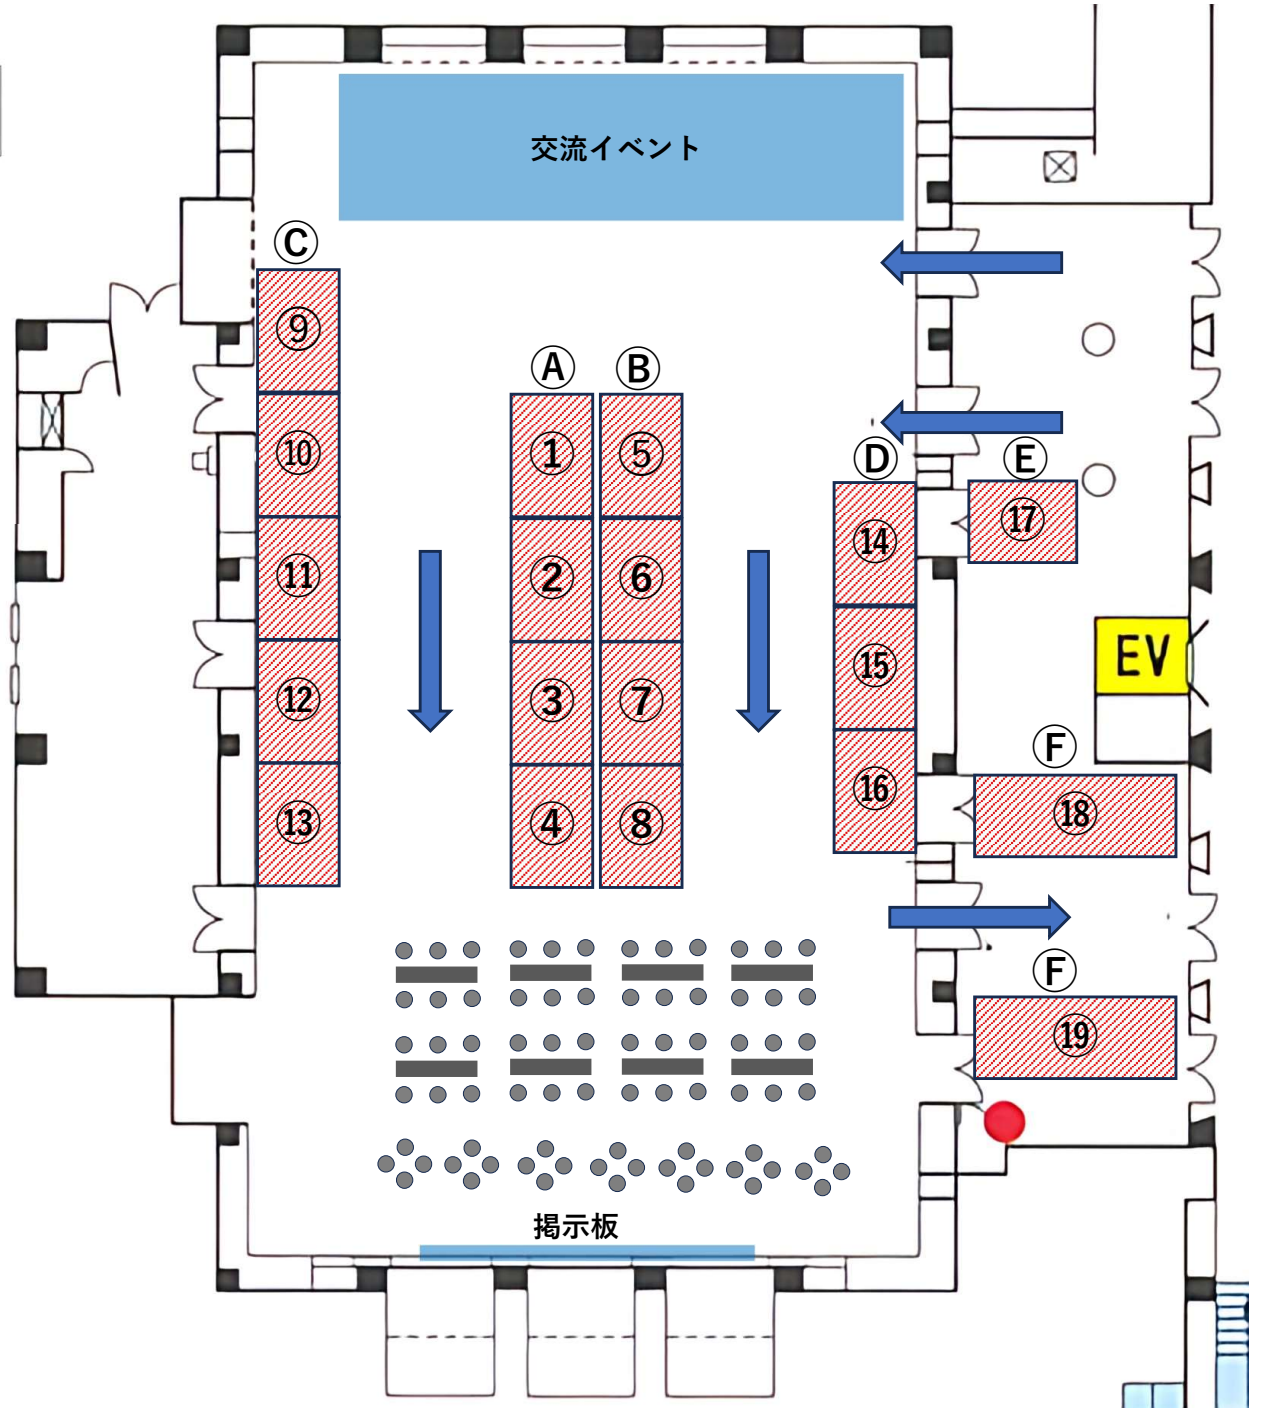 交流イベント
Ⓒ
⑨
Ⓐ Ⓑ
① ⑤
⑩
Ⓓ Ⓔ
⑰
⑭
⑪ ② ⑥
EV
⑮
⑫ ③ ⑦
Ⓕ
⑯
⑱
⑬ ④ ⑧
Ⓕ
⑲
掲示板